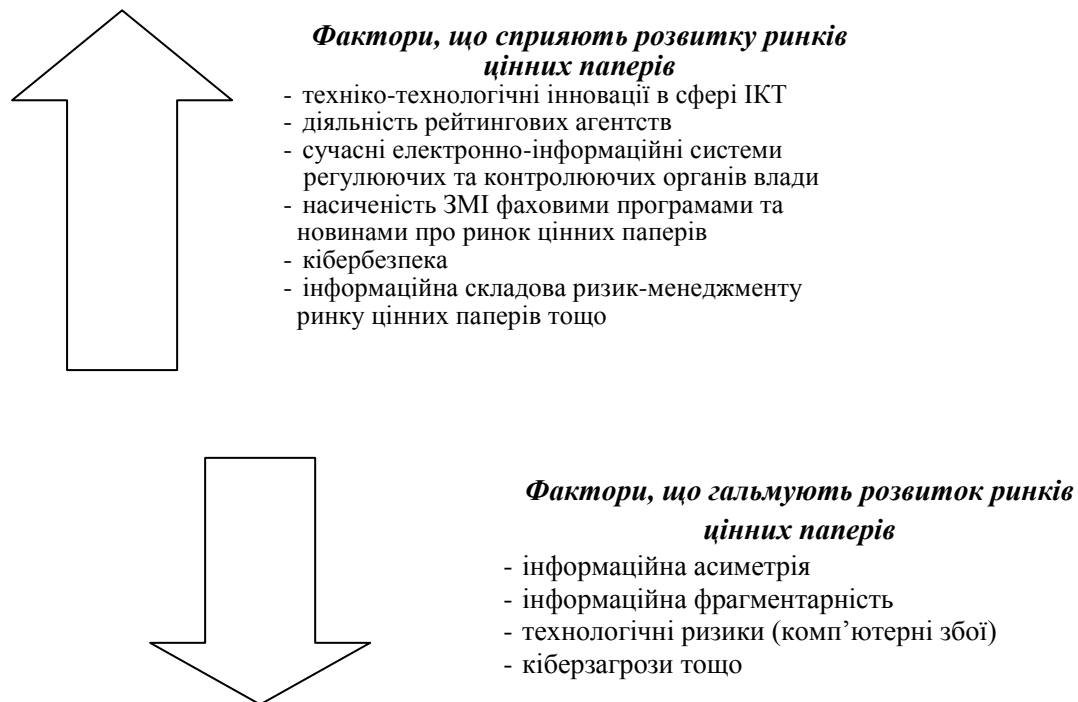 Фактори, що сприяють розвитку ринків
цінних паперів
- техніко-технологічні інновації в сфері ІКТ
- діяльність рейтингових агентств
- сучасні електронно-інформаційні системи
регулюючих та контролюючих органів влади
- насиченість ЗМІ фаховими програмами та
новинами про ринок цінних паперів
- кібербезпека
- інформаційна складова ризик-менеджменту
ринку цінних паперів тощо
Фактори, що гальмують розвиток ринків
цінних паперів
- інформаційна асиметрія
- інформаційна фрагментарність
- технологічні ризики (комп’ютерні збої)
- кіберзагрози тощо